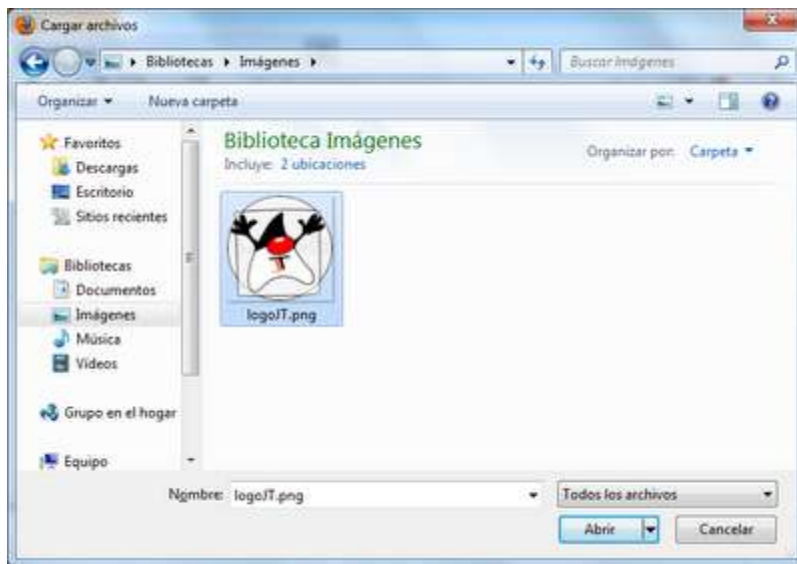 Cargar archivos
Bibliotecas Imágenes
Buscar Imágenes
Organizar Nueva carpeta
Favoritos
Descargas
Escritorio
Sitios recientes
Bibliotecas
Documentos
Imágenes
Música
Vídeos
Grupo en el hogar
Equipo
Biblioteca Imágenes
Incluye: 2 ubicaciones
Organizar por: Carpeta
logoJT.png
Nombre: logoJT.png
Todos los archivos
Abrir Cancelar